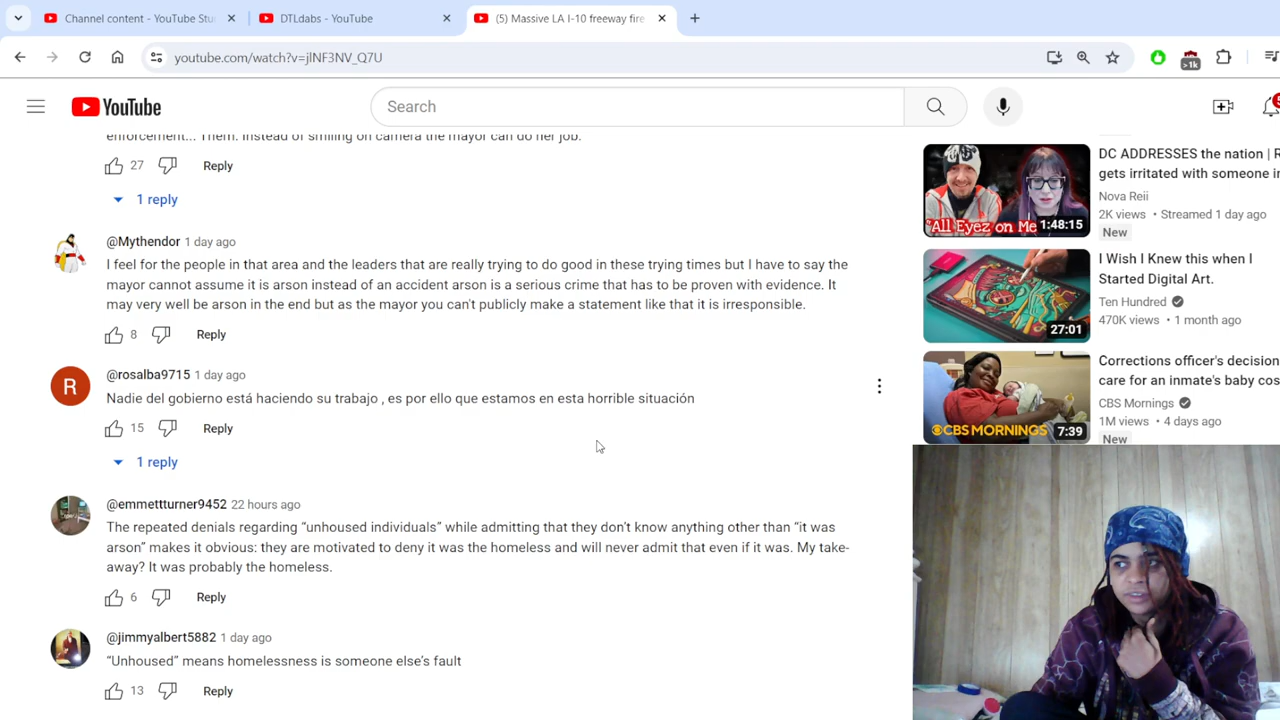 Channel content - YouTube Stu
DTLdabs - YouTube
(5) Massive LA I-10 freeway fire
youtube.com/watch?v=jlNF3NV_Q7U
>1k
YouTube
Search
5
enforcement... Them. Instead of smiling on camera the mayor can do her job.
27
Reply
1 reply
@Mythendor 1 day ago
I feel for the people in that area and the leaders that are really trying to do good in these trying times but I have to say the
mayor cannot assume it is arson instead of an accident arson is a serious crime that has to be proven with evidence. It
may very well be arson in the end but as the mayor you can't publicly make a statement like that it is irresponsible.
8
Reply
R
@rosalba9715 1 day ago
Nadie del gobierno está haciendo su trabajo , es por ello que estamos en esta horrible situación
15
Reply
1 reply
@emmettturner9452 22 hours ago
The repeated denials regarding “unhoused individuals” while admitting that they don’t know anything other than “it was
arson” makes it obvious: they are motivated to deny it was the homeless and will never admit that even if it was. My take-
away? It was probably the homeless.
6
Reply
@jimmyalbert5882 1 day ago
“Unhoused” means homelessness is someone else’s fault
13
Reply
"All Eyez on Me
1:48:15
DC ADDRESSES the nation | R
gets irritated with someone in
Nova Reii
2K views • Streamed 1 day ago
New
27:01
I Wish I Knew this when I
Started Digital Art.
Ten Hundred
470K views • 1 month ago
CBS MORNINGS
7:39
Corrections officer's decision
care for an inmate's baby cos
CBS Mornings
1M views • 4 days ago
New